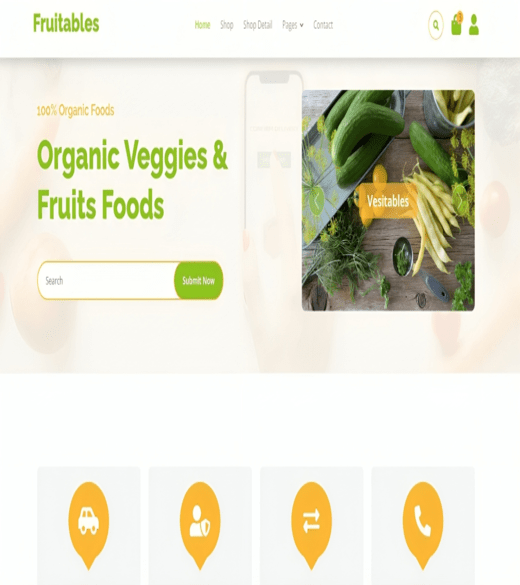 Fruitables
Home Shop Shop Detail Pages Contact
100% Organic Foods
Organic Veggies &
Fruits Foods
Vesitables
Search Submit Now